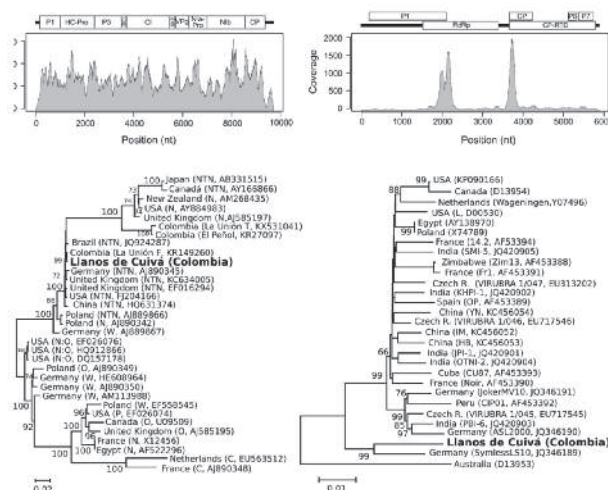 P1 HC-Pro P3 CI VPg NIa-Pro NIb CP
P1
RdRp
CP
CP-RTD
P6 P7
0 2000 4000 6000 8000 10000
Position (nt)
Coverage
2000
1500
1000
500
0
0 1000 2000 3000 4000 5000
Position (nt)
Japan (NTN, AB331515)
Canadá (NTN, AY166866)
New Zealand (N, AM268435)
USA (N, AY884983)
United Kingdom (N,AJ585197)
Colombia (La Unión T, KX531041)
Colombia (El Peñol, KR27097)
Brazil (NTN, JQ924287)
Colombia (La Unión F, KR149260)
Llanos de Cuivá (Colombia)
Germany (NTN, AJ890345)
United Kingdom (NTN, KC634005)
United Kingdom (NTN, EF016294)
USA (NTN, FJ204166)
China (NTN, HQ631374)
Poland (NTN, AJ889866)
Poland (N, AJ890342)
Germany (W, AJ889867)
USA (N:O, EF026076)
USA (N:O, HQ912866)
USA (N:O, DQ157178)
Poland (O, AJ890349)
Germany (W, HE608964)
Germany (W, AJ890350)
Germany (W, AM113988)
Poland (W, EF558545)
USA (P, EF026074)
Canada (O, U09509)
United Kingdom (O, AJ585195)
France (N, X12456)
Egypt (N, AF522296)
Netherlands (C, EU563512)
France (C, AJ890348)
0.02
USA (KP090166)
Canada (D13954)
Netherlands (Wageningen,Y07496)
USA (L, D00530)
Egypt (AY138970)
Poland (X74789)
France (14.2, AF53394)
India (SMI-5, JQ420905)
Zimbabwe (Zim13, AF453388)
France (Fr1, AF453391)
Czech R. (VIRUBRA 1/047, EU313202)
India (KHPI-1, JQ420902)
Spain (OP, AF453389)
China (YN, KC456054)
Czech R. (VIRUBRA 1/046, EU717546)
China (IM, KC456052)
China (HB, KC456053)
India (JPI-1, JQ420901)
India (OTNI-2, JQ420904)
Cuba (CU87, AF453393)
France (Noir, AF453390)
Germany (JokerMV10, JQ346191)
Peru (CIP01, AF453392)
Czech R. (VIRUBRA 1/045, EU717545)
India (PBI-6, JQ420903)
Germany (ASL2000, JQ346190)
Llanos de Cuivá (Colombia)
Germany (SymlessLS10, JQ346189)
Australia (D13953)
0.01